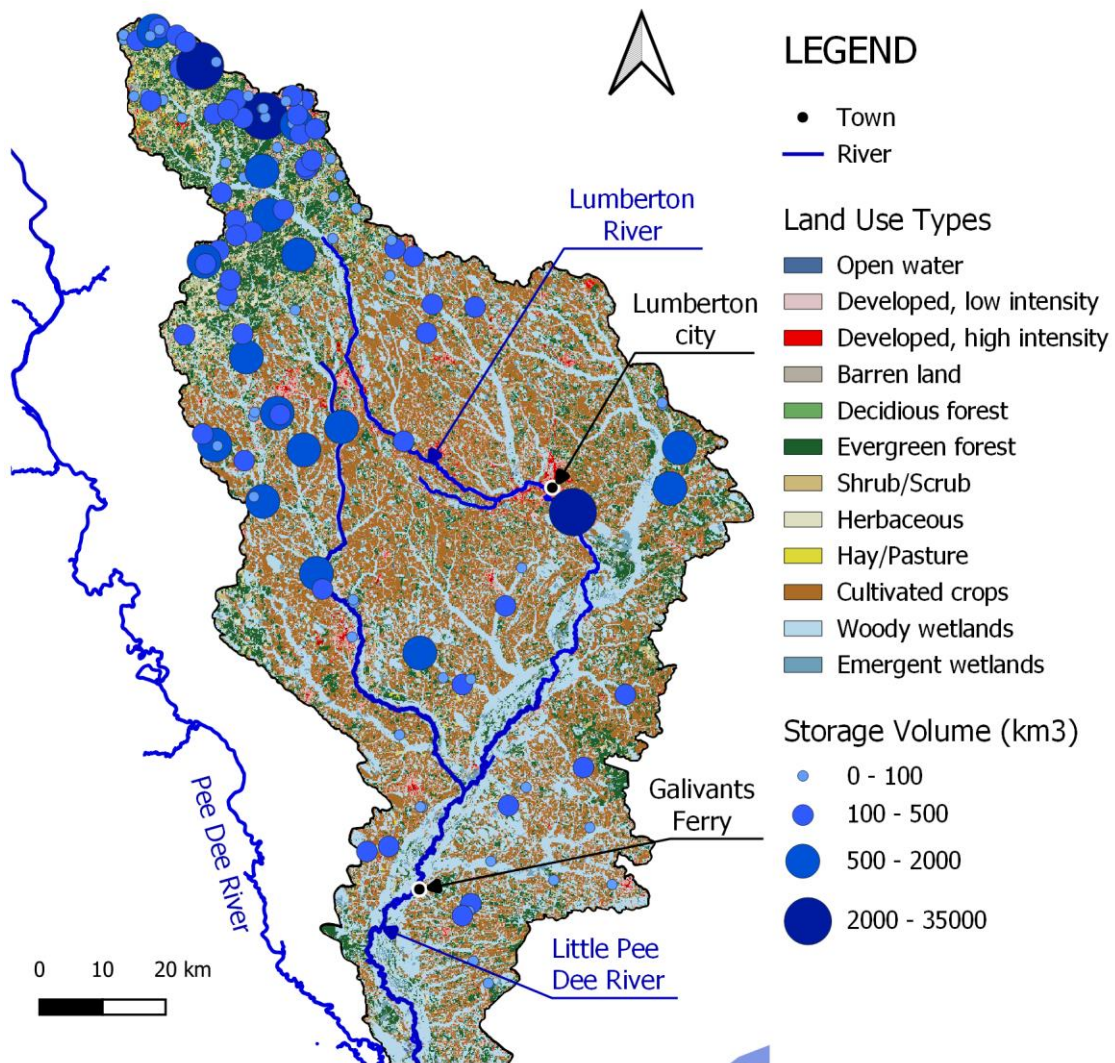 LEGEND
Town
River
Land Use Types
Open water
Developed, low intensity
Developed, high intensity
Barren land
Decidious forest
Evergreen forest
Shrub/Scrub
Herbaceous
Hay/Pasture
Cultivated crops
Woody wetlands
Emergent wetlands
Storage Volume (km3)
0 - 100
100 - 500
500 - 2000
2000 - 35000
Lumberton
River
Lumberton
city
Galivants
Ferry
Pee Dee River
Little Pee
Dee River
0 10 20 km